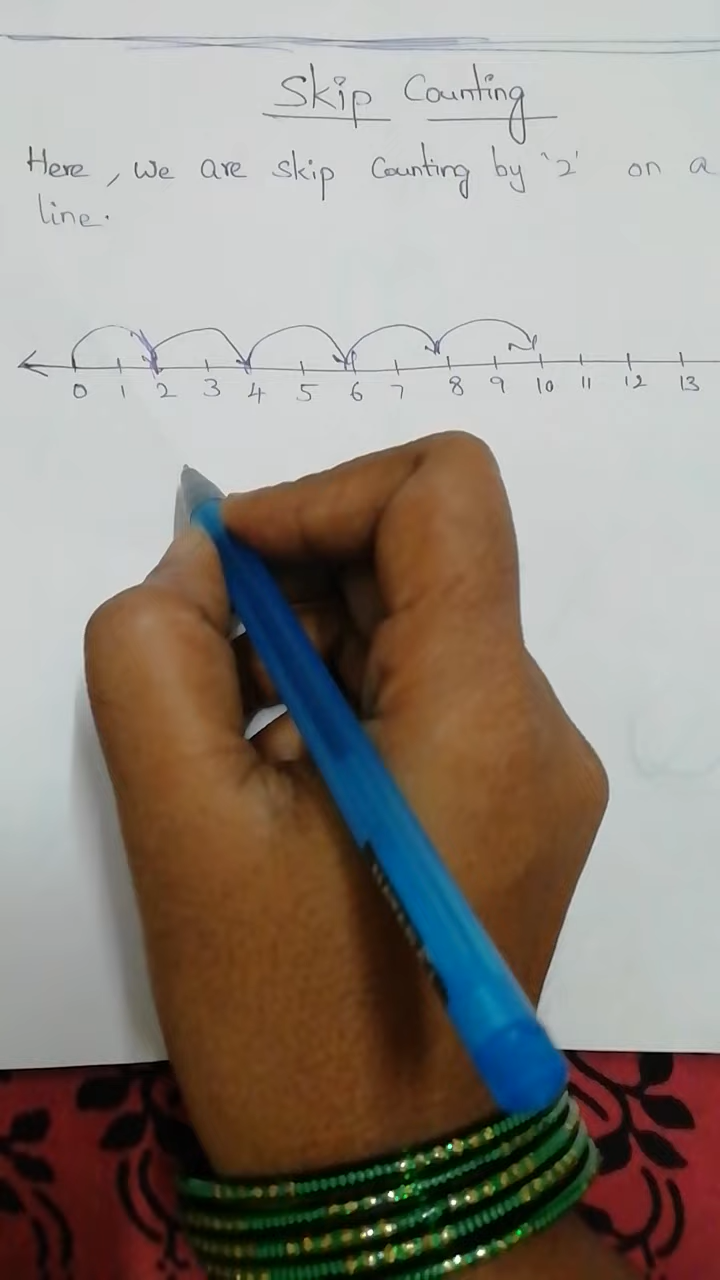 Skip Counting
Here, we are skip counting by '2' on a
line.
0 1 2 3 4 5 6 7 8 9 10 11 12 13